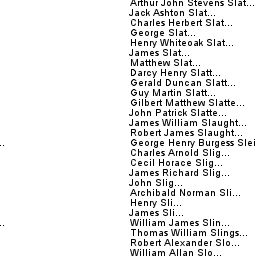 Arthur John Stevens Slat...
Jack Ashton Slat...
Charles Herbert Slat...
George Slat...
Henry Whiteoak Slat...
James Slat...
Matthew Slat...
Darcy Henry Slatt...
Gerald Duncan Slatt...
Guy Martin Slatt...
Gilbert Matthew Slatte...
John Patrick Slatte...
James William Slaught...
Robert James Slaught...
... George Henry Burgess Slei
Charles Arnold Slig...
Cecil Horace Slig...
James Richard Slig...
John Slig...
Archibald Norman Sli...
Henry Sli...
James Sli...
... William James Slin...
Thomas William Slings...
Robert Alexander Slo...
William Allan Slo...